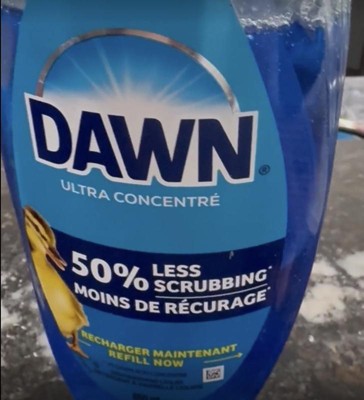 DAWN®
ULTRA CONCENTRÉ
50% LESS
SCRUBBING*
MOINS DE RÉCURAGE*
RECHARGER MAINTENANT
REFILL NOW